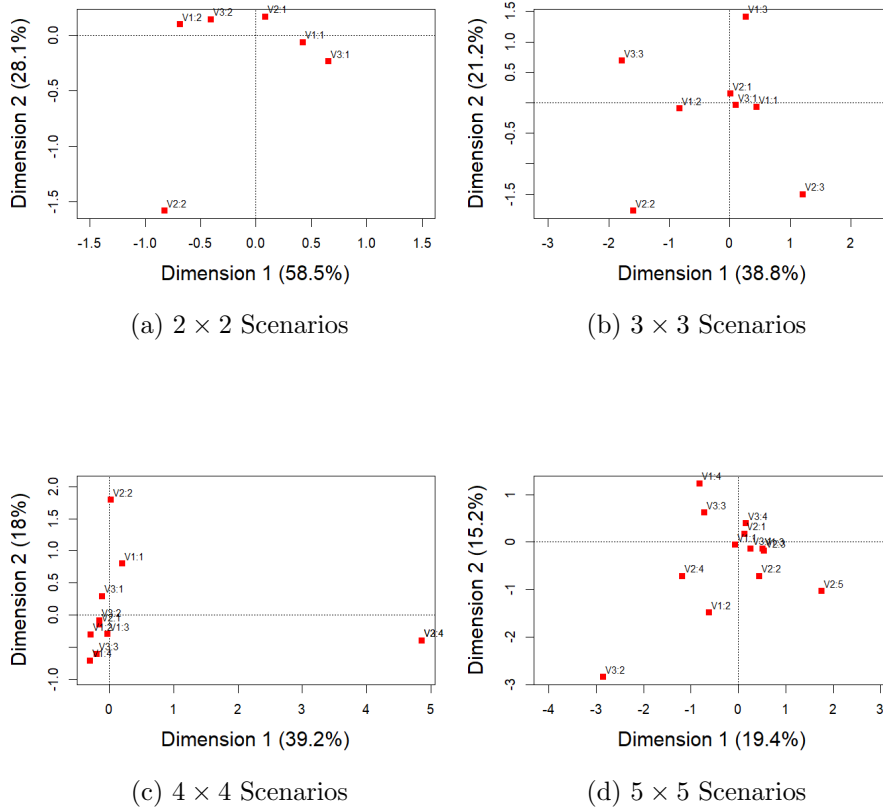 V1:2 V3:2 V2:1 V1:1 V3:1 V2:2
0.0 -0.5 -1.0 -1.5
Dimension 2 (28.1%)
-1.5 -1.0 -0.5 0.0 0.5 1.0 1.5
Dimension 1 (58.5%)
(a) 2 × 2 Scenarios
V1:3 V3:3 V2:1 V1:2 V3:1 V1:1 V2:3 V2:2
1.5 0.5 -0.5 -1.5
Dimension 2 (21.2%)
-3 -2 -1 0 1 2
Dimension 1 (38.8%)
(b) 3 × 3 Scenarios
V2:2 V1:1 V3:1 V3:2 V2:1 V1:2 V1:3 V3:3 V1:4
2.0 1.5 1.0 0.5 0.0 -1.0
Dimension 2 (18%)
0 1 2 3 4 5
Dimension 1 (39.2%)
(c) 4 × 4 Scenarios
V1:4 V3:3 V3:4 V2:1 V1:1 V2:3 V2:4 V2:2 V2:5 V1:2 V3:2
1 0 -1 -2 -3
Dimension 2 (15.2%)
-4 -3 -2 -1 0 1 2 3
Dimension 1 (19.4%)
(d) 5 × 5 Scenarios